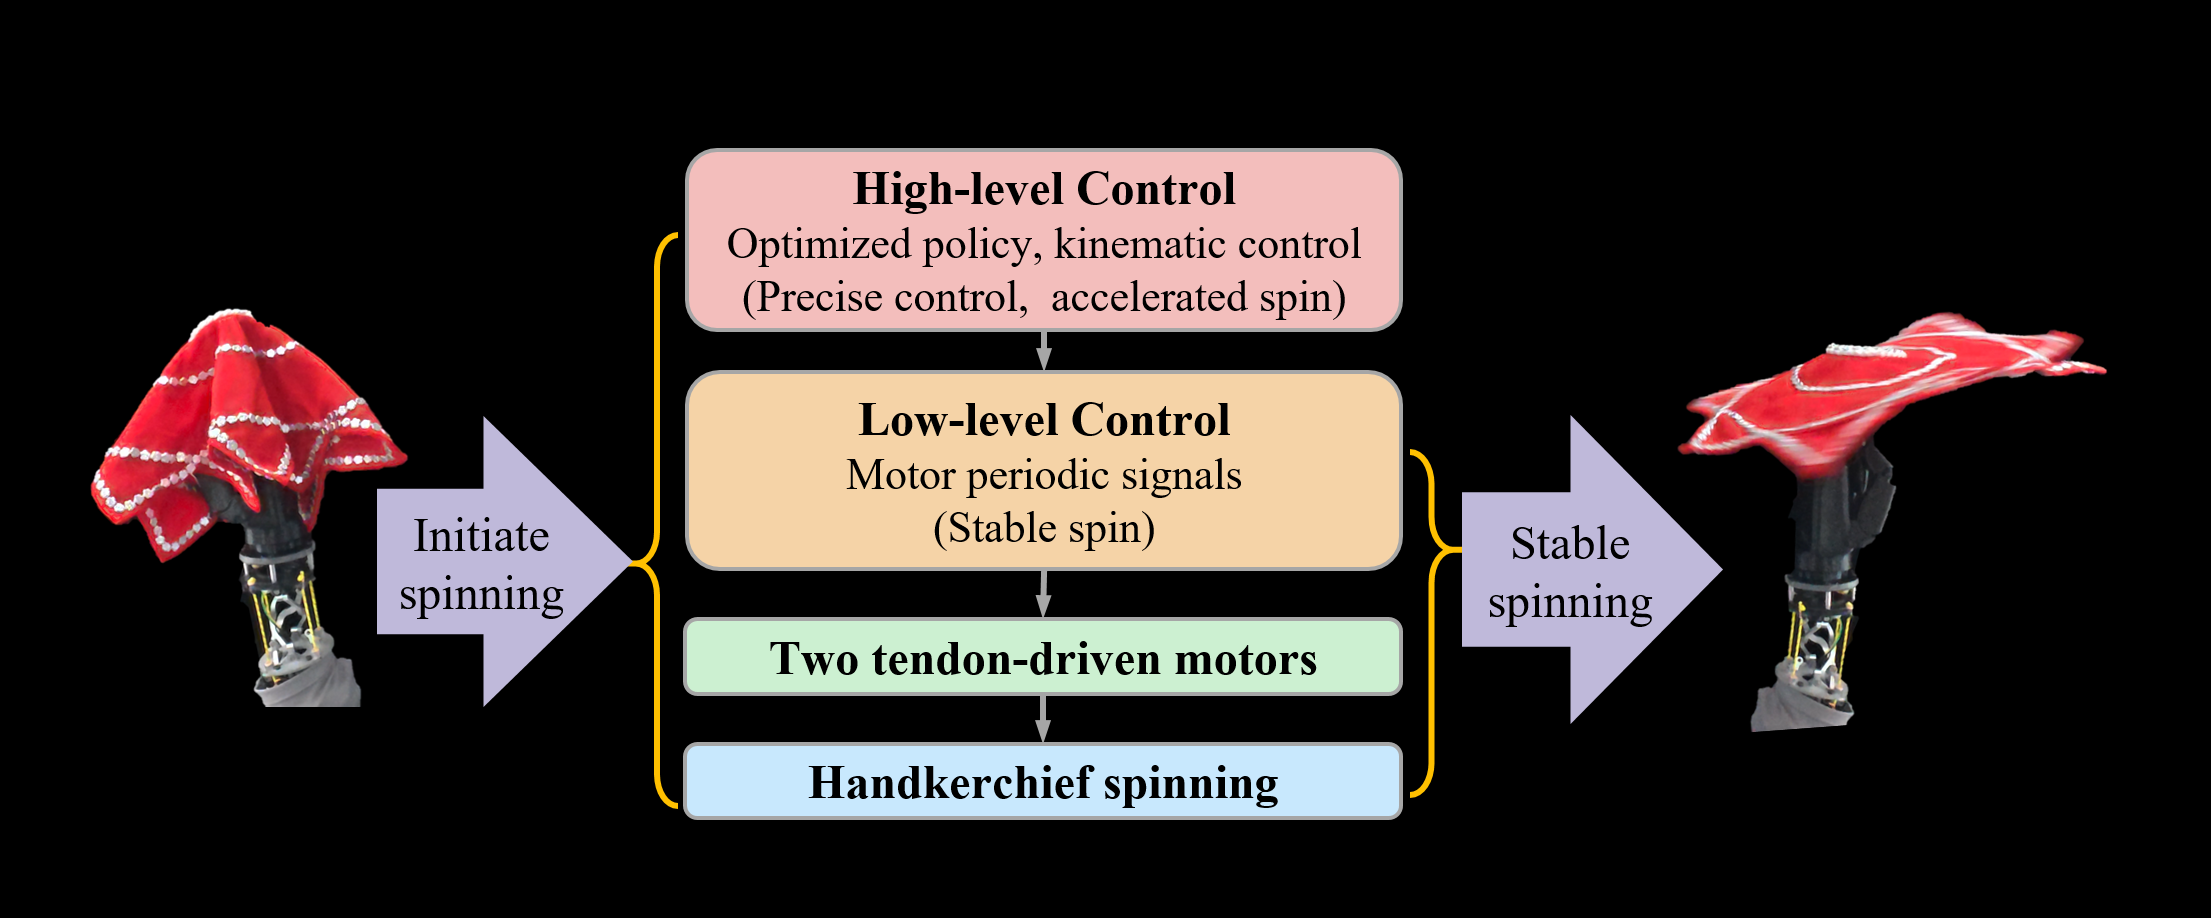 High-level Control
Optimized policy, kinematic control
(Precise control,  accelerated spin)
Low-level Control
Motor periodic signals
(Stable spin)
Initiate
spinning
Stable
spinning
Two tendon-driven motors
Handkerchief spinning